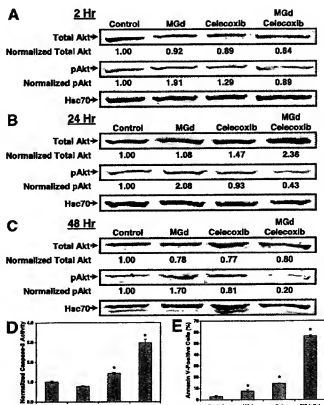 A 2 Hr
Control MGd Celecoxib MGd Celecoxib
Total Akt
Normalized Total Akt 1.00 0.92 0.89 0.84
pAkt
Normalized pAkt 1.00 1.91 1.29 0.89
Hsc70
B 24 Hr
Control MGd Celecoxib MGd Celecoxib
Total Akt
Normalized Total Akt 1.00 1.08 1.47 2.36
pAkt
Normalized pAkt 1.00 2.08 0.93 0.43
Hsc70
C 48 Hr
Control MGd Celecoxib MGd Celecoxib
Total Akt
Normalized Total Akt 1.00 0.78 0.77 0.80
pAkt
Normalized pAkt 1.00 1.70 0.81 0.20
Hsc70
D
Normalized Caspase-8 Activity
E
Annexin V-Positive Cells (%)